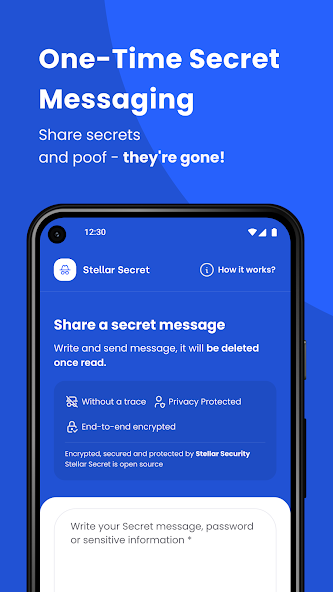 One-Time Secret
Messaging
Share secrets
and poof - they're gone!
12:30
Stellar Secret
How it works?
Share a secret message
Write and send message, it will be deleted
once read.
Without a trace
Privacy Protected
End-to-end encrypted
Encrypted, secured and protected by Stellar Security
Stellar Secret is open source
Write your Secret message, password
or sensitive information *